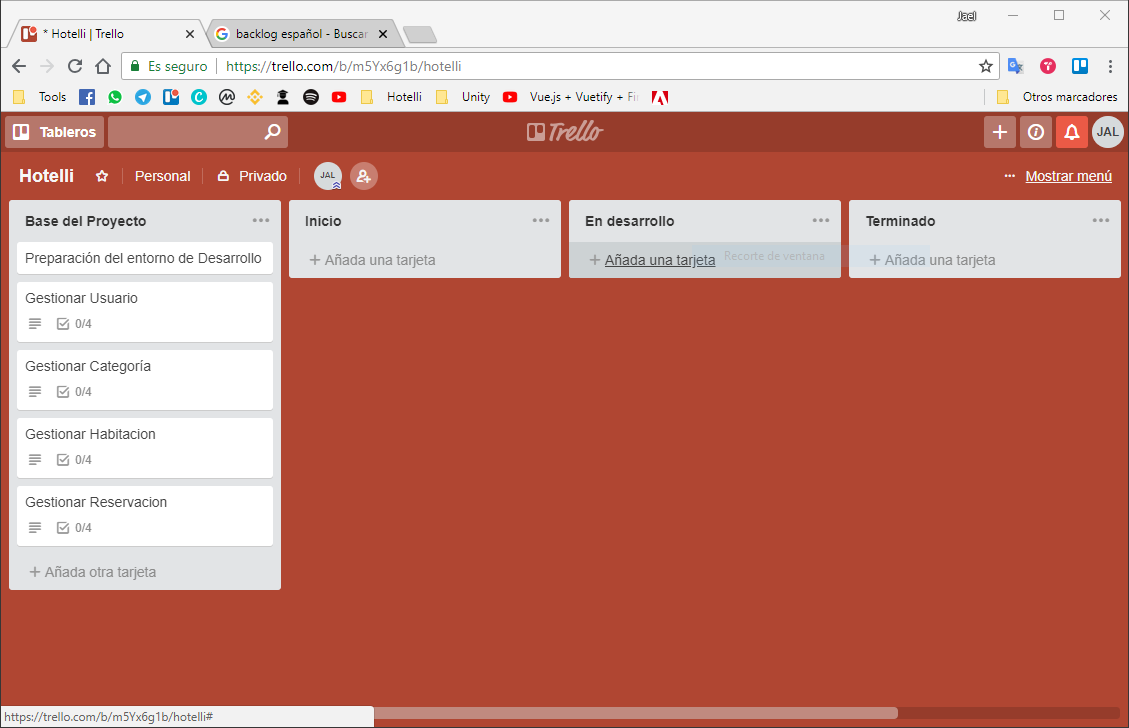 Jael
* Hotelli | Trello
backlog español - Buscar
Es seguro
https://trello.com/b/m5Yx6g1b/hotelli
Tools
Hotelli
Unity
Vue.js + Vuetify + Fi
Otros marcadores
Tableros
Trello
JAL
Hotelli
Personal
Privado
JAL
Mostrar menú
Base del Proyecto
Preparación del entorno de Desarrollo
Gestionar Usuario
0/4
Gestionar Categoría
0/4
Gestionar Habitacion
0/4
Gestionar Reservacion
0/4
+ Añada otra tarjeta
Inicio
+ Añada una tarjeta
En desarrollo
+ Añada una tarjeta
Recorte de ventana
Terminado
+ Añada una tarjeta
https://trello.com/b/m5Yx6g1b/hotelli#